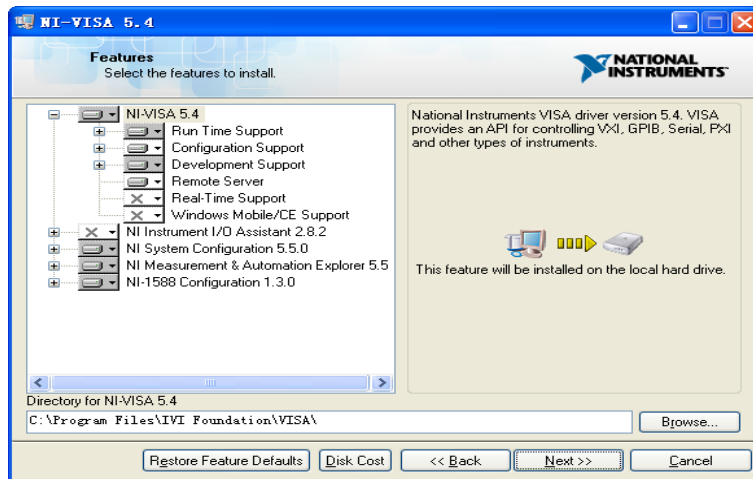 NI-VISA 5.4
Features
Select the features to install.
NATIONAL
INSTRUMENTS
NI-VISA 5.4
Run Time Support
Configuration Support
Development Support
Remote Server
Real-Time Support
Windows Mobile/CE Support
NI Instrument I/O Assistant 2.8.2
NI System Configuration 5.5.0
NI Measurement & Automation Explorer 5.5
NI-1588 Configuration 1.3.0
National Instruments VISA driver version 5.4. VISA
provides an API for controlling VXI, GPIB, Serial, PXI
and other types of instruments.
This feature will be installed on the local hard drive.
Directory for NI-VISA 5.4
C:\Program Files\IVI Foundation\VISA\
Browse...
Restore Feature Defaults
Disk Cost
<< Back
Next >>
Cancel